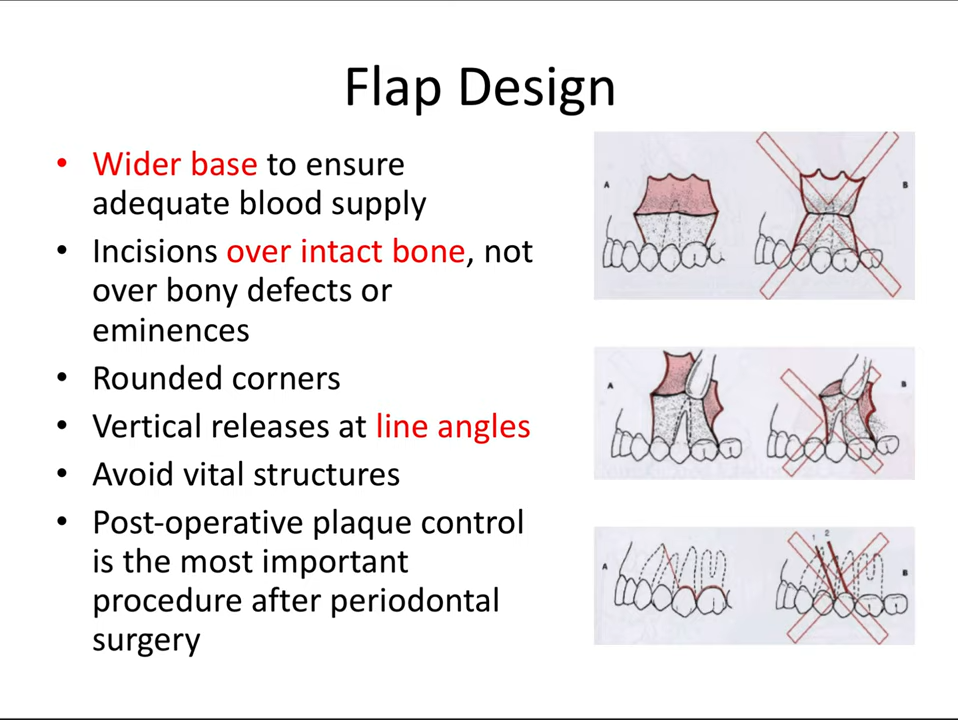 Flap Design
• Wider base to ensure
adequate blood supply
• Incisions over intact bone, not
over bony defects or
eminences
• Rounded corners
• Vertical releases at line angles
• Avoid vital structures
• Post-operative plaque control
is the most important
procedure after periodontal
surgery
A
B
A
B
1 2
A
B